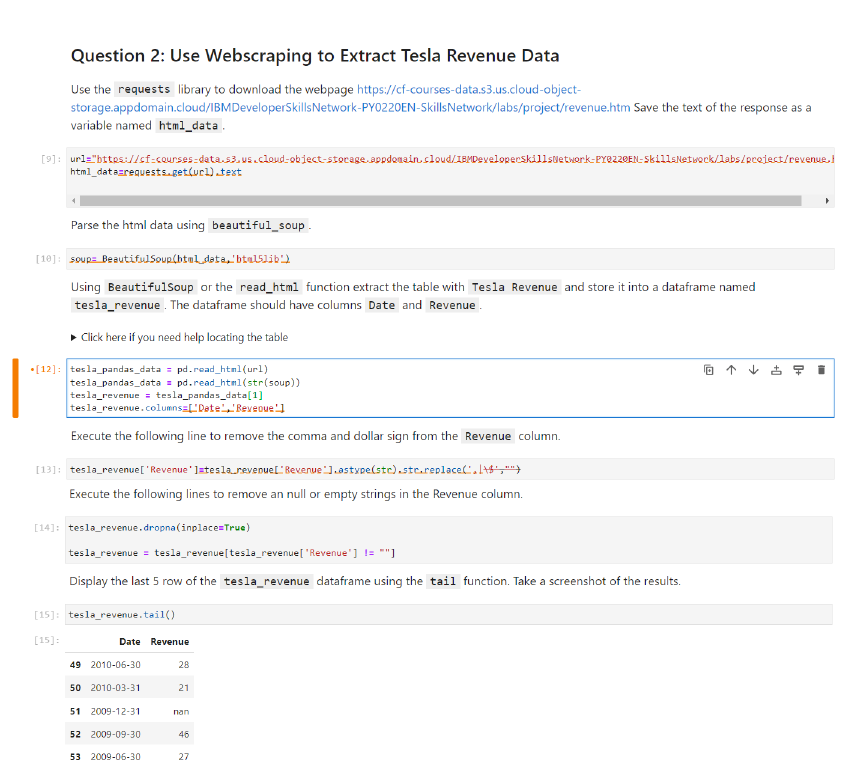 Question 2: Use Webscraping to Extract Tesla Revenue Data
Use the requests library to download the webpage https://cf-courses-data.s3.us.cloud-object-
storage.appdomain.cloud/IBMDeveloperSkillsNetwork-PY0220EN-SkillsNetwork/labs/project/revenue.htm Save the text of the response as a
variable named html_data.
[9]: url="https://cf-courses-data.s3.us.cloud-object-storage.appdomain.cloud/IBMDeveloperSkillsNetwork-PY0220EN-SkillsNetwork/labs/project/revenue.h
html_data=requests.get(url).text
Parse the html data using beautiful_soup.
[10]: soup= BeautifulSoup(html_data,'html5lib')
Using BeautifulSoup or the read_html function extract the table with Tesla Revenue and store it into a dataframe named
tesla_revenue. The dataframe should have columns Date and Revenue.
▶ Click here if you need help locating the table
•[12]: tesla_pandas_data = pd.read_html(url)
tesla_pandas_data = pd.read_html(str(soup))
tesla_revenue = tesla_pandas_data[1]
tesla_revenue.columns=['Date','Revenue']
Execute the following line to remove the comma and dollar sign from the Revenue column.
[13]: tesla_revenue['Revenue']=tesla_revenue['Revenue'].astype(str).str.replace(',|\$',"")
Execute the following lines to remove an null or empty strings in the Revenue column.
[14]: tesla_revenue.dropna(inplace=True)
tesla_revenue = tesla_revenue[tesla_revenue['Revenue'] != ""]
Display the last 5 row of the tesla_revenue dataframe using the tail function. Take a screenshot of the results.
[15]: tesla_revenue.tail()
[15]: Date Revenue
49 2010-06-30 28
50 2010-03-31 21
51 2009-12-31 nan
52 2009-09-30 46
53 2009-06-30 27